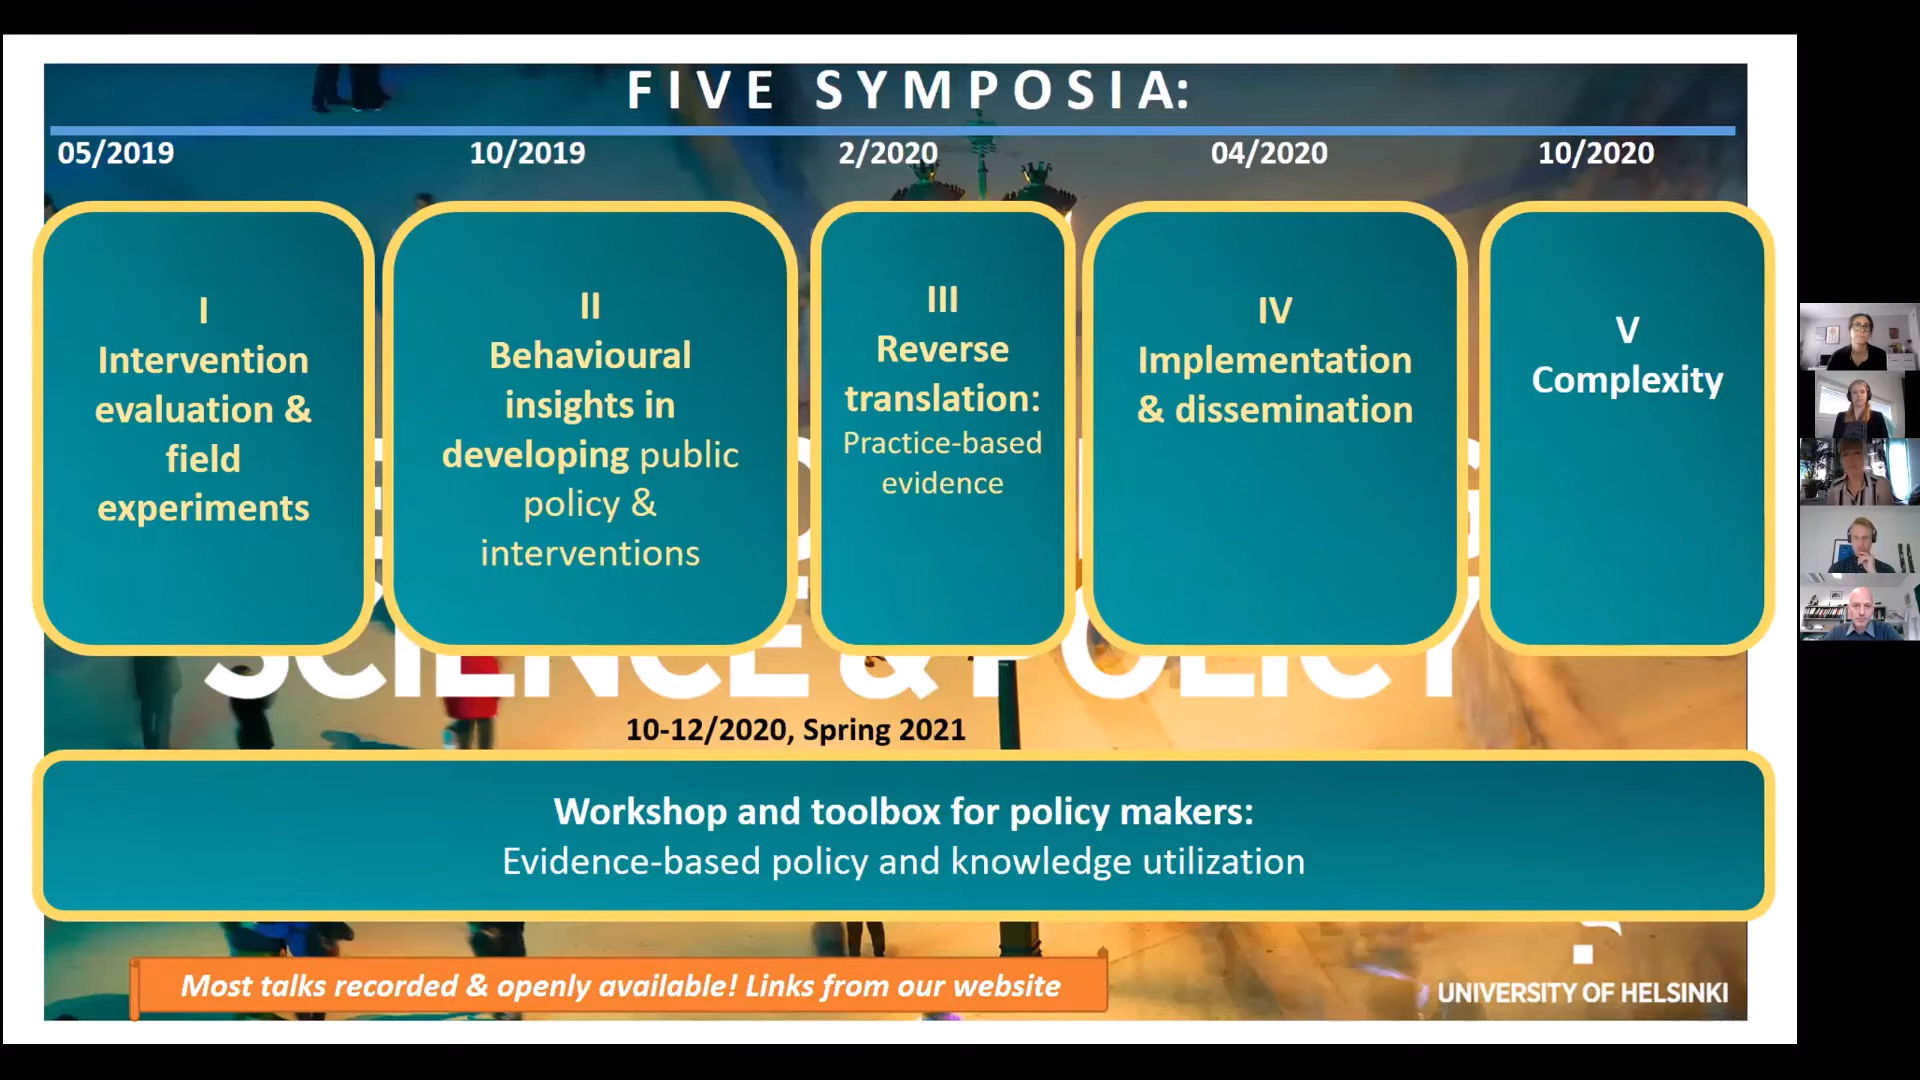 FIVE SYMPOSIA:
05/2019
10/2019
2/2020
04/2020
10/2020
I
Intervention
evaluation &
field
experiments
II
Behavioural
insights in
developing public
policy &
interventions
III
Reverse
translation:
Practice-based
evidence
IV
Implementation
& dissemination
V
Complexity
SCIENCE & POLICY
10-12/2020, Spring 2021
Workshop and toolbox for policy makers:
Evidence-based policy and knowledge utilization
Most talks recorded & openly available! Links from our website
UNIVERSITY OF HELSINKI